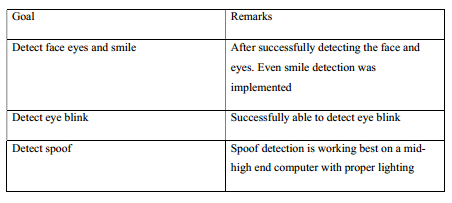 Goal
Remarks
Detect face eyes and smile
After successfully detecting the face and
eyes. Even smile detection was
implemented
Detect eye blink
Successfully able to detect eye blink
Detect spoof
Spoof detection is working best on a mid-
high end computer with proper lighting